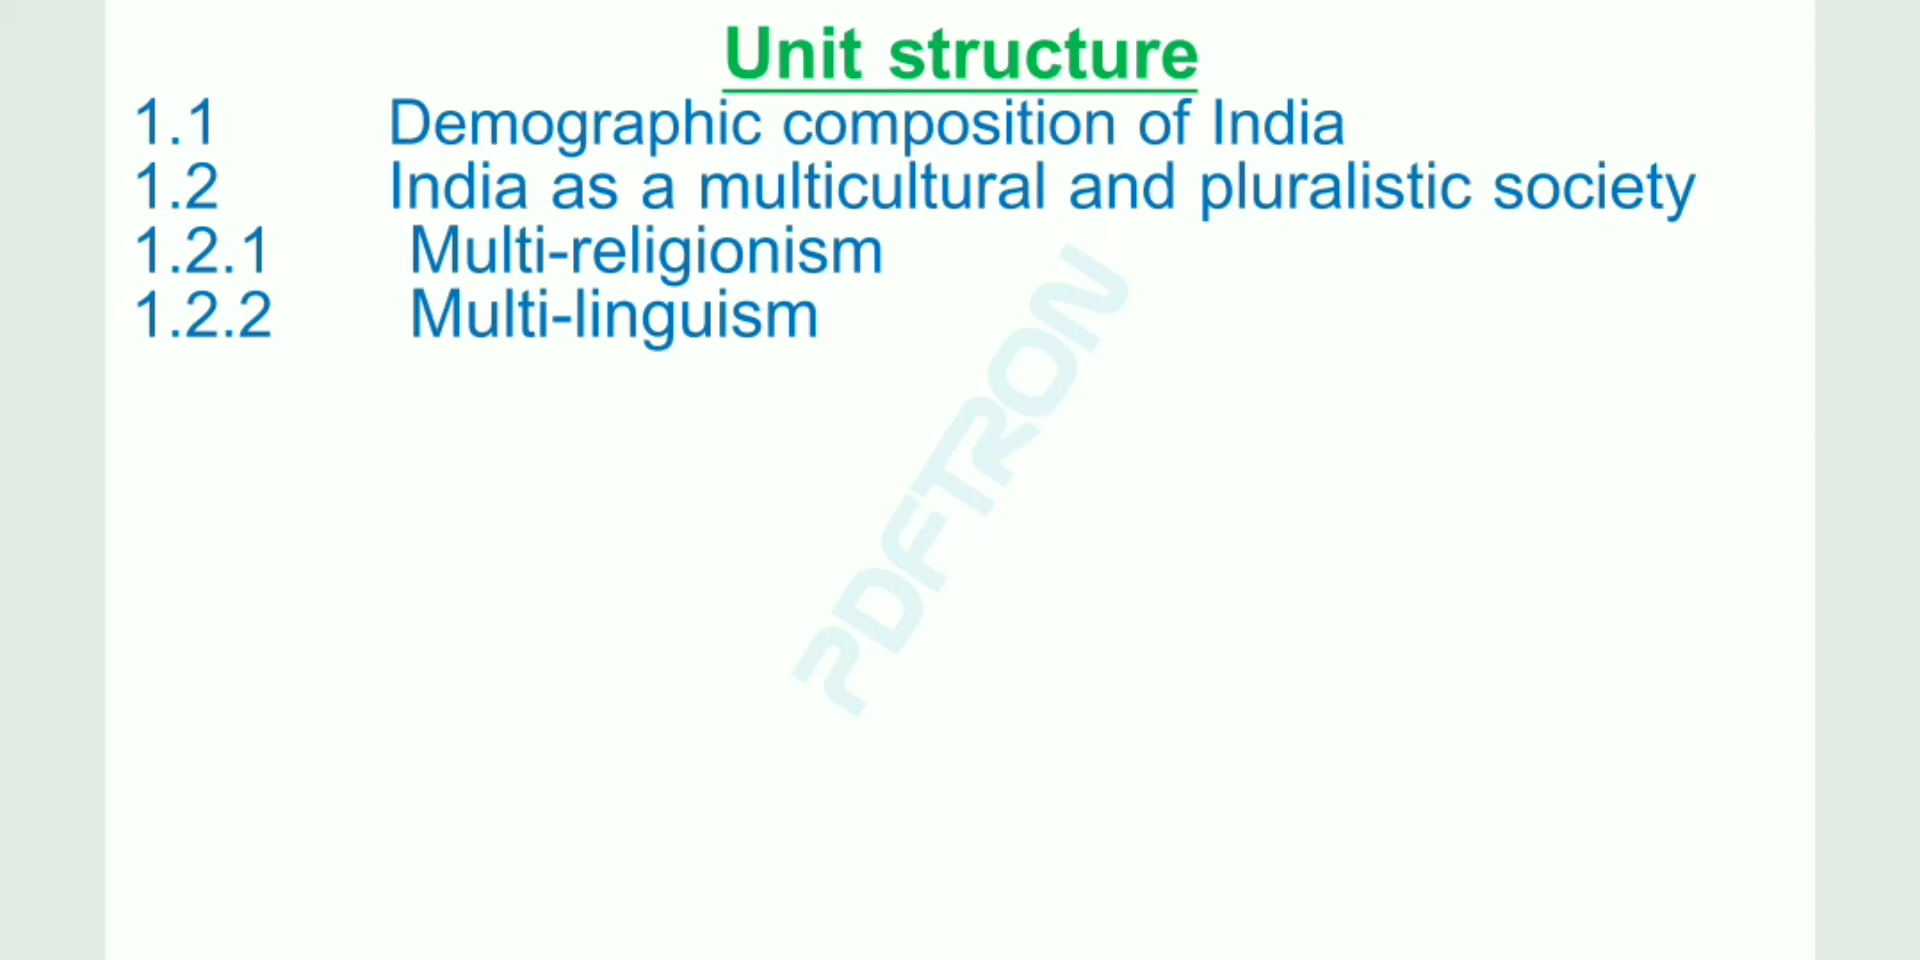 Unit structure
1.1 Demographic composition of India
1.2 India as a multicultural and pluralistic society
1.2.1 Multi-religionism
1.2.2 Multi-linguism
PDFTRON